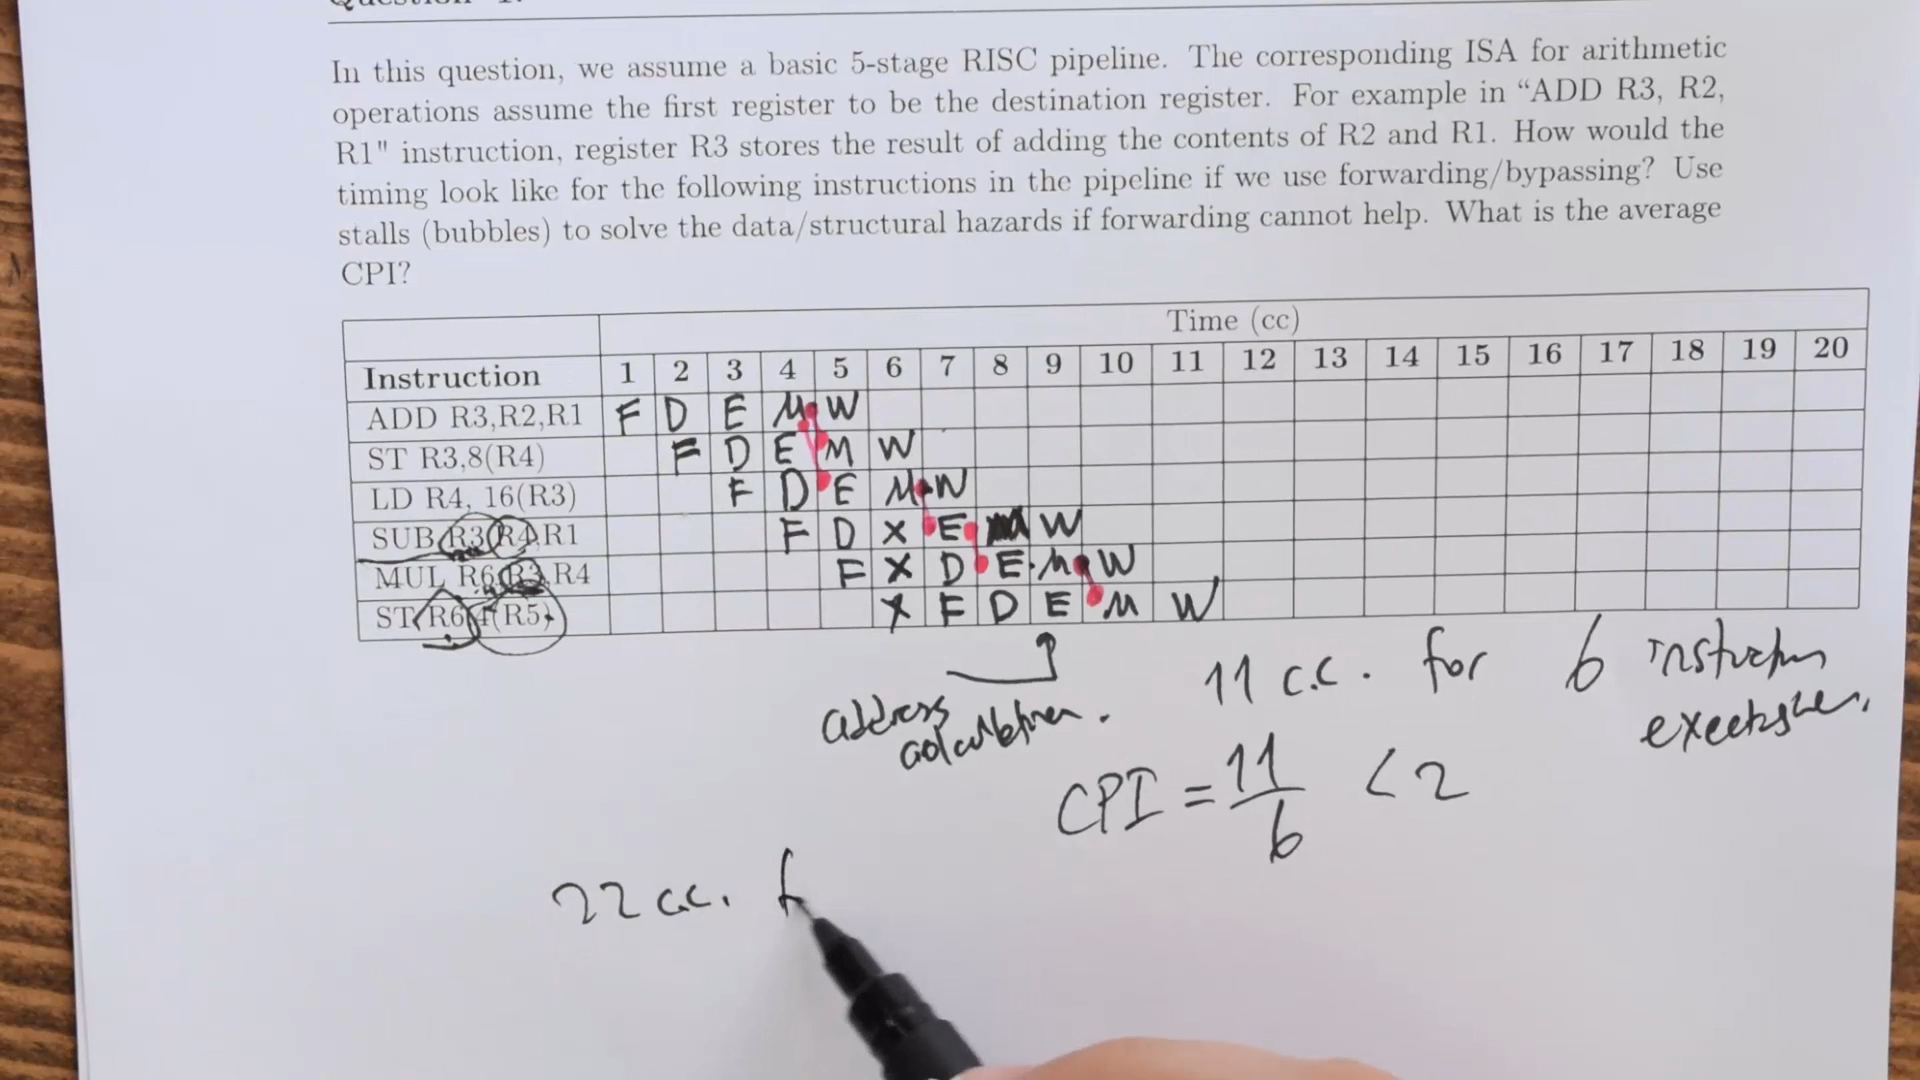 In this question, we assume a basic 5-stage RISC pipeline. The corresponding ISA for arithmetic
operations assume the first register to be the destination register. For example in “ADD R3, R2,
R1" instruction, register R3 stores the result of adding the contents of R2 and R1. How would the
timing look like for the following instructions in the pipeline if we use forwarding/bypassing? Use
stalls (bubbles) to solve the data/structural hazards if forwarding cannot help. What is the average
CPI?
Time (cc)
Instruction 1 2 3 4 5 6 7 8 9 10 11 12 13 14 15 16 17 18 19 20
ADD R3,R2,R1 F D E M W
ST R3,8(R4) F D E M W
LD R4, 16(R3) F D E M W
SUB R3,R4,R1 F D X E M W
MUL R6,R3,R4 F X D E M W
ST R6, (R5) X F D E M W
address
11 c.c. for 6
CPI = 11/6 < 2
22 c.c. f